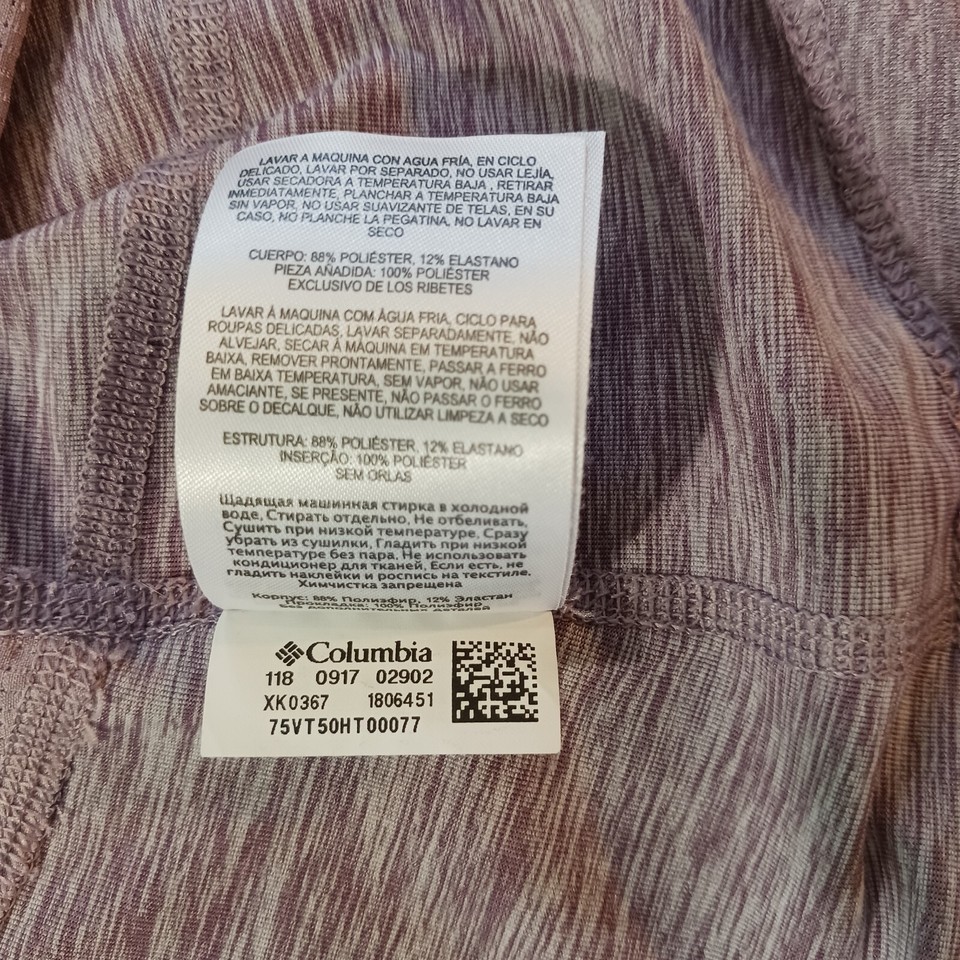 LAVAR A MAQUINA CON AGUA FRÍA, EN CICLO
DELICADO, LAVAR POR SEPARADO, NO USAR LEJÍA,
USAR SECADORA A TEMPERATURA BAJA , RETIRAR
INMEDIATAMENTE, PLANCHAR A TEMPERATURA BAJA
SIN VAPOR, NO USAR SUAVIZANTE DE TELAS, EN SU
CASO, NO PLANCHE LA PEGATINA, NO LAVAR EN
SECO
CUERPO: 88% POLIÉSTER, 12% ELASTANO
PIEZA AÑADIDA: 100% POLIÉSTER
EXCLUSIVO DE LOS RIBETES
LAVAR À MAQUINA COM ÁGUA FRIA, CICLO PARA
ROUPAS DELICADAS, LAVAR SEPARADAMENTE, NÃO
ALVEJAR, SECAR À MÁQUINA EM TEMPERATURA
BAIXA, REMOVER PRONTAMENTE, PASSAR A FERRO
EM BAIXA TEMPERATURA, SEM VAPOR, NÃO USAR
AMACIANTE, SE PRESENTE, NÃO PASSAR O FERRO
SOBRE O DECALQUE, NÃO UTILIZAR LIMPEZA A SECO
ESTRUTURA: 88% POLIÉSTER, 12% ELASTANO
INSERÇÃO: 100% POLIÉSTER
SEM ORLAS
Щадящая машинная стирка в холодной
воде, Стирать отдельно, Не отбеливать,
Сушить при низкой температуре, Сразу
убрать из сушилки, Гладить при низкой
температуре без пара, Не использовать
кондиционер для тканей, Если есть, не
гладить наклейки и роспись на текстиле.
Химчистка запрещена
Корпус: 88% Полиэфир, 12% Эластан
Прокладка: 100% Полиэфир
Без дополнительных деталей
Columbia
118 0917 02902
XK0367 1806451
75VT50HT00077